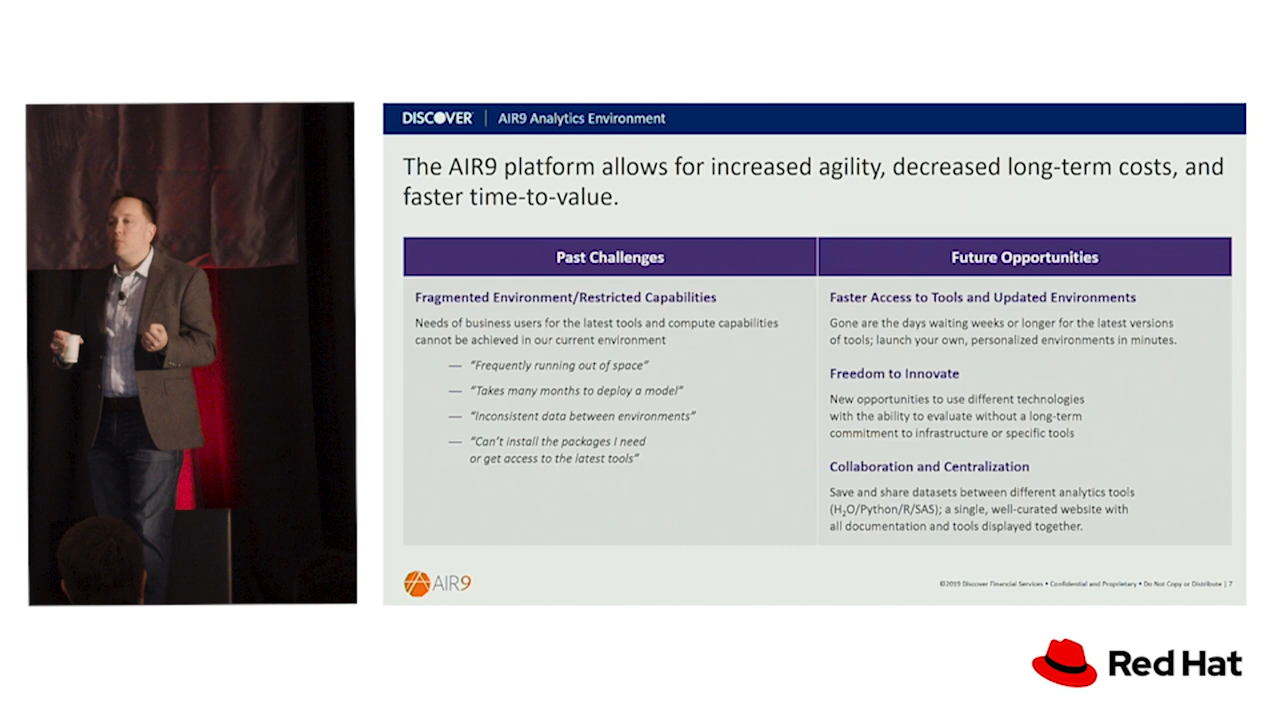 DISCOVER | AIR9 Analytics Environment
The AIR9 platform allows for increased agility, decreased long-term costs, and
faster time-to-value.
Past Challenges
Fragmented Environment/Restricted Capabilities
Needs of business users for the latest tools and compute capabilities
cannot be achieved in our current environment
— “Frequently running out of space”
— “Takes many months to deploy a model”
— “Inconsistent data between environments”
— “Can’t install the packages I need
or get access to the latest tools”
Future Opportunities
Faster Access to Tools and Updated Environments
Gone are the days waiting weeks or longer for the latest versions
of tools; launch your own, personalized environments in minutes.
Freedom to Innovate
New opportunities to use different technologies
with the ability to evaluate without a long-term
commitment to infrastructure or specific tools
Collaboration and Centralization
Save and share datasets between different analytics tools
(H₂O/Python/R/SAS); a single, well-curated website with
all documentation and tools displayed together.
AIR9
©2019 Discover Financial Services • Confidential and Proprietary • Do Not Copy or Distribute | 7
Red Hat